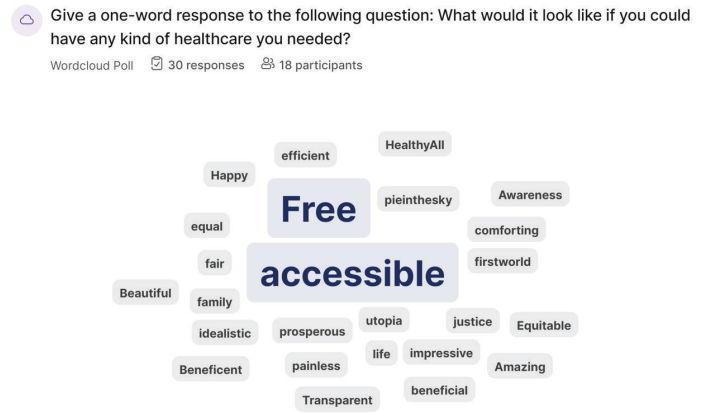 Give a one-word response to the following question: What would it look like if you could
have any kind of healthcare you needed?
Wordcloud Poll 30 responses 18 participants
HealthyAll
efficient
Happy
Free
pieinthesky
Awareness
equal
comforting
fair
accessible
firstworld
Beautiful
family
utopia
justice
Equitable
idealistic
prosperous
life
impressive
Beneficent
painless
Amazing
beneficial
Transparent